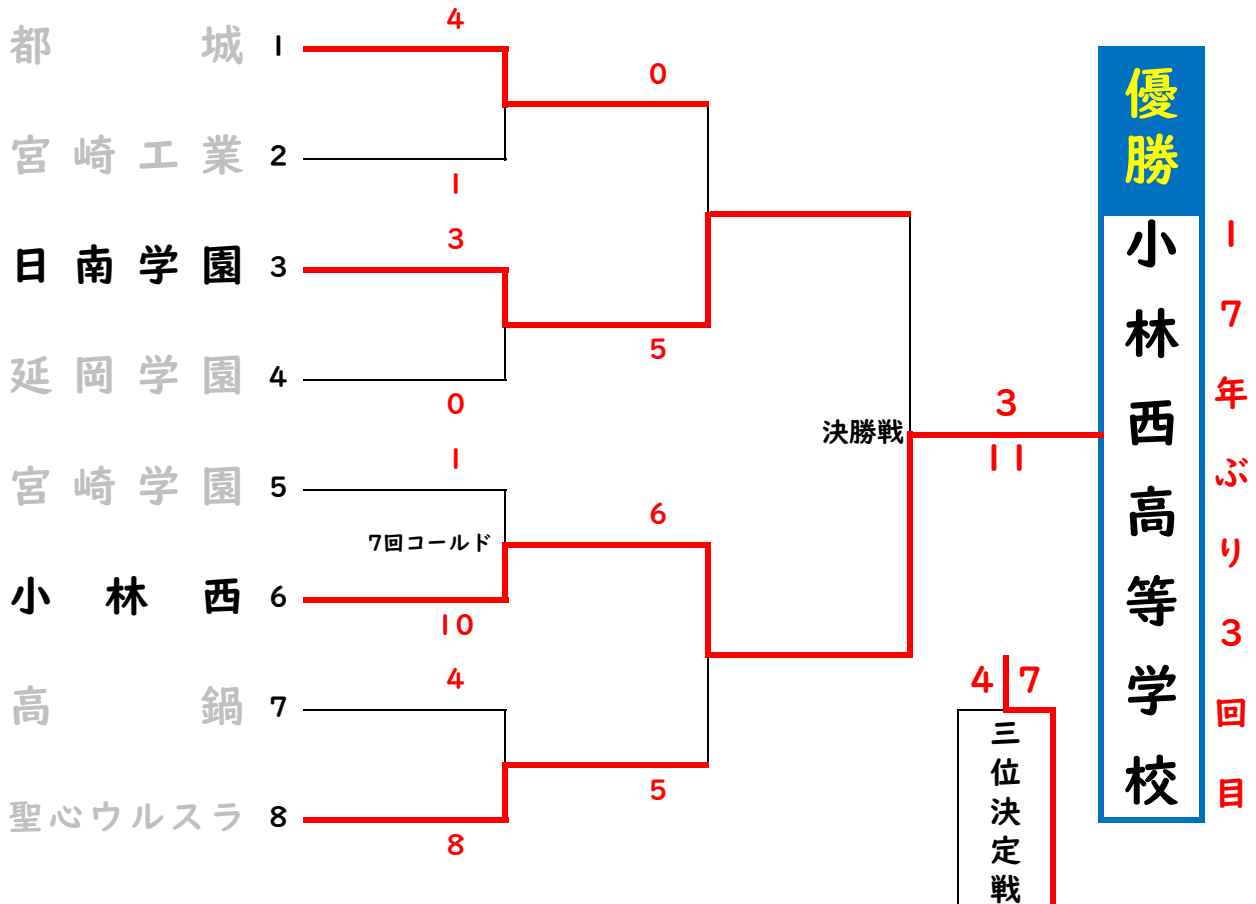 都城 1
4
0
宮崎工業 2
1
日南学園 3
3
5
延岡学園 4
0
宮崎学園 5
1
7回コールド
6
小林西 6
10
高鍋 7
4
5
聖心ウルスラ 8
8
決勝戦
3
11
4 7
三位決定戦
優勝
小林西高等学校
17年ぶり3回目